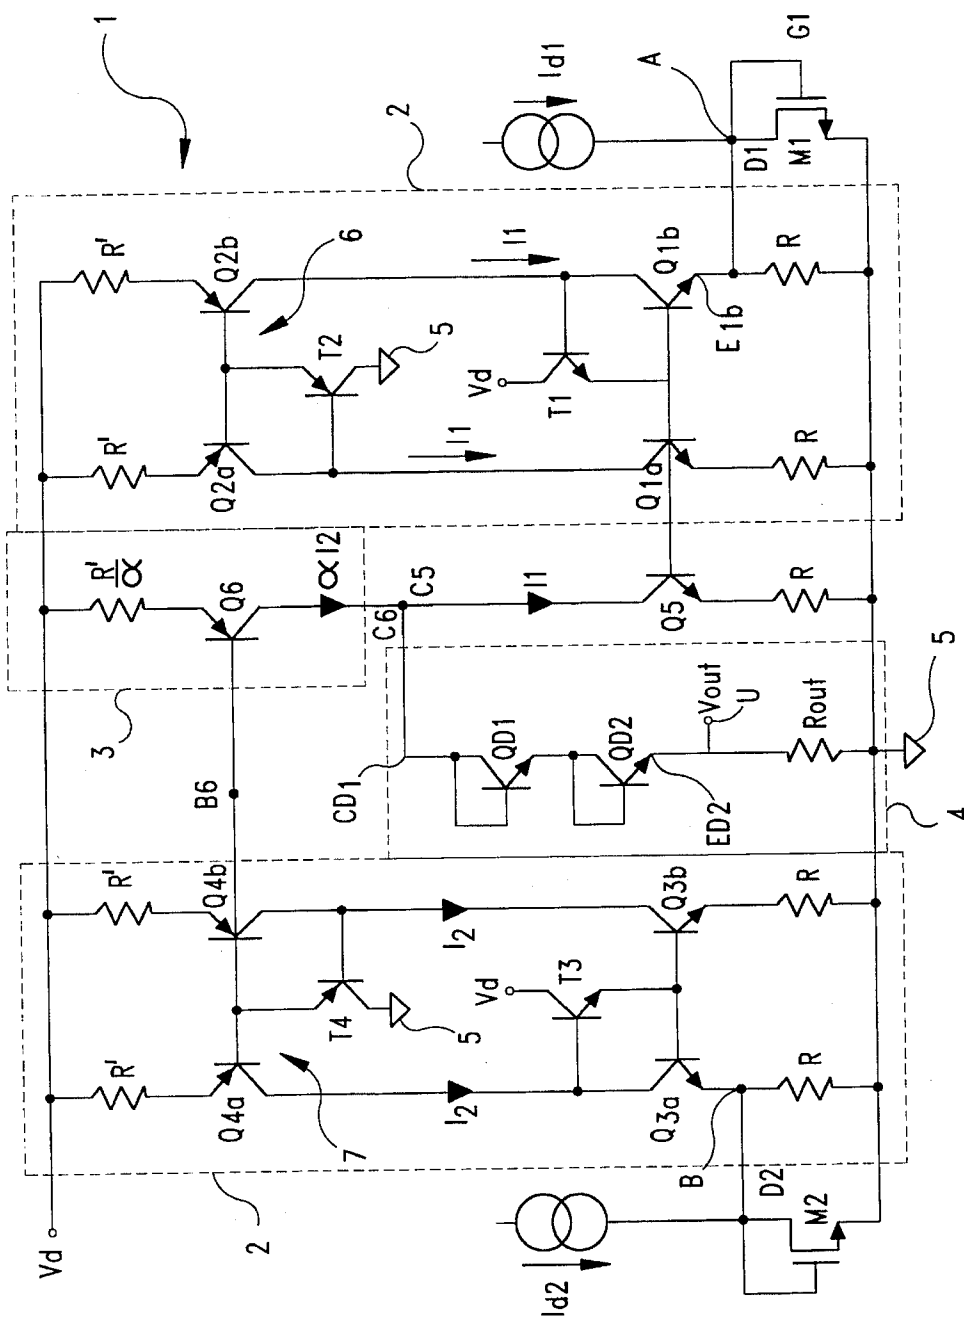 1
2
Id1
A
G1
D1
M1
R'
Q2b
6
I1
Q1b
E1b
R
T2
5
Vd
T1
R'
Q2a
I1
Q1a
R
R'
α
Q6
αI2
C5
C6
I1
Q5
R
3
B6
CD1
QD1
QD2
ED2
Vout
U
Rout
5
4
R'
Q4b
I2
Q3b
R
T4
5
Vd
T3
R'
Q4a
7
I2
Q3a
R
B
D2
M2
2
Vd
Id2